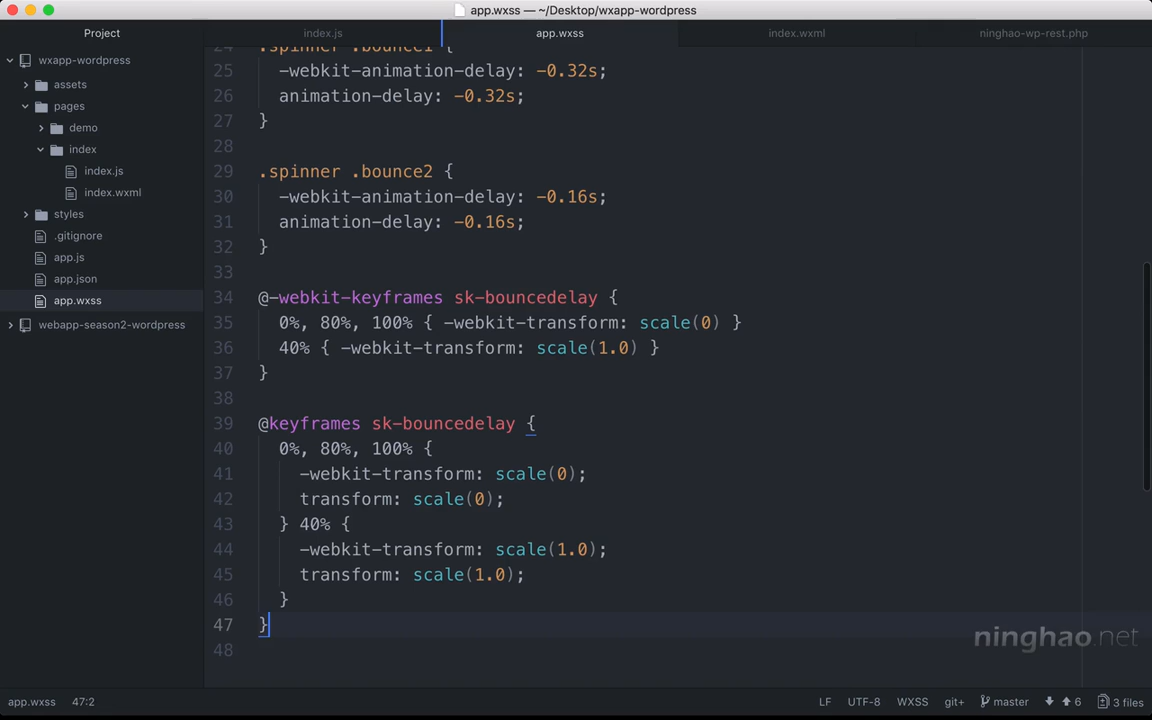 app.wxss — ~/Desktop/wxapp-wordpress
Project
index.js
app.wxss
index.wxml
ninghao-wp-rest.php
wxapp-wordpress
assets
pages
demo
index
index.js
index.wxml
styles
.gitignore
app.js
app.json
app.wxss
webapp-season2-wordpress
24 .spinner .bounce1 {
25 -webkit-animation-delay: -0.32s;
26 animation-delay: -0.32s;
27 }
28
29 .spinner .bounce2 {
30 -webkit-animation-delay: -0.16s;
31 animation-delay: -0.16s;
32 }
33
34 @-webkit-keyframes sk-bouncedelay {
35 0%, 80%, 100% { -webkit-transform: scale(0) }
36 40% { -webkit-transform: scale(1.0) }
37 }
38
39 @keyframes sk-bouncedelay {
40 0%, 80%, 100% {
41 -webkit-transform: scale(0);
42 transform: scale(0);
43 } 40% {
44 -webkit-transform: scale(1.0);
45 transform: scale(1.0);
46 }
47 }
48
ninghao.net
app.wxss 47:2
LF UTF-8 WXSS git+ master 6 3 files